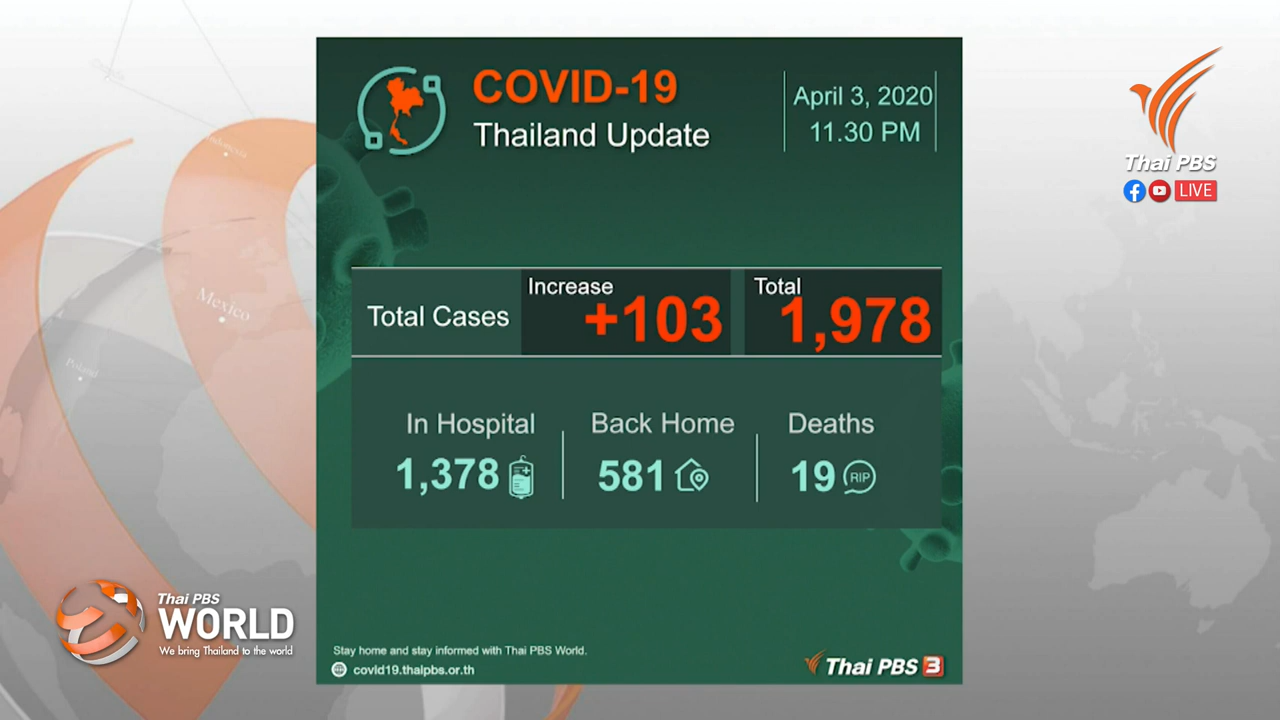 COVID-19
Thailand Update
April 3, 2020
11.30 PM
Thai PBS
LIVE
Indonesia
Mexico
Poland
Total Cases
Increase
+103
Total
1,978
In Hospital
1,378
Back Home
581
Deaths
19
RIP
Thai PBS
WORLD
We bring Thailand to the world
Stay home and stay informed with Thai PBS World.
covid19.thaipbs.or.th
Thai PBS 3